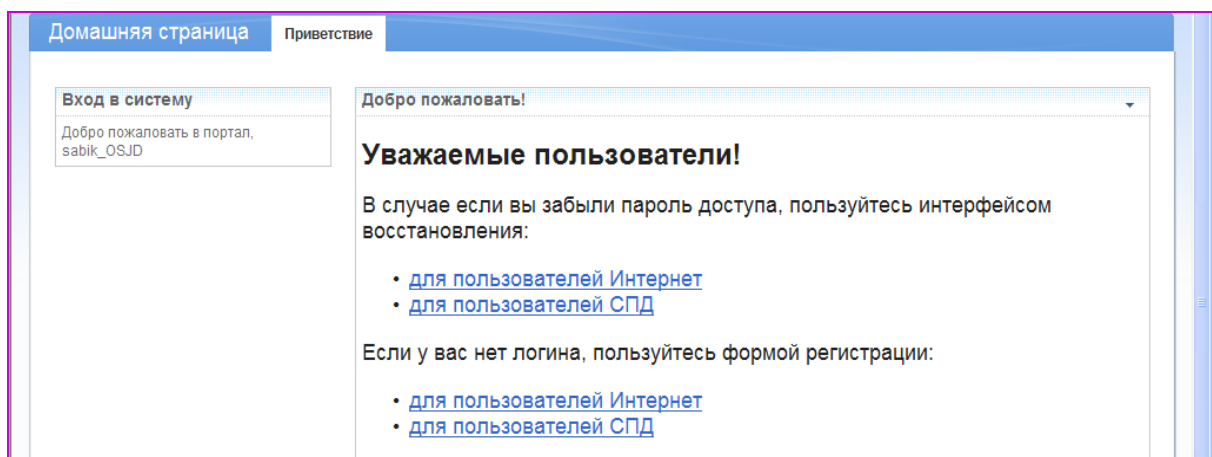 Домашняя страница
Приветствие
Вход в систему
Добро пожаловать в портал,
sabik_OSJD
Добро пожаловать!
Уважаемые пользователи!
В случае если вы забыли пароль доступа, пользуйтесь интерфейсом
восстановления:
• для пользователей Интернет
• для пользователей СПД
Если у вас нет логина, пользуйтесь формой регистрации:
• для пользователей Интернет
• для пользователей СПД